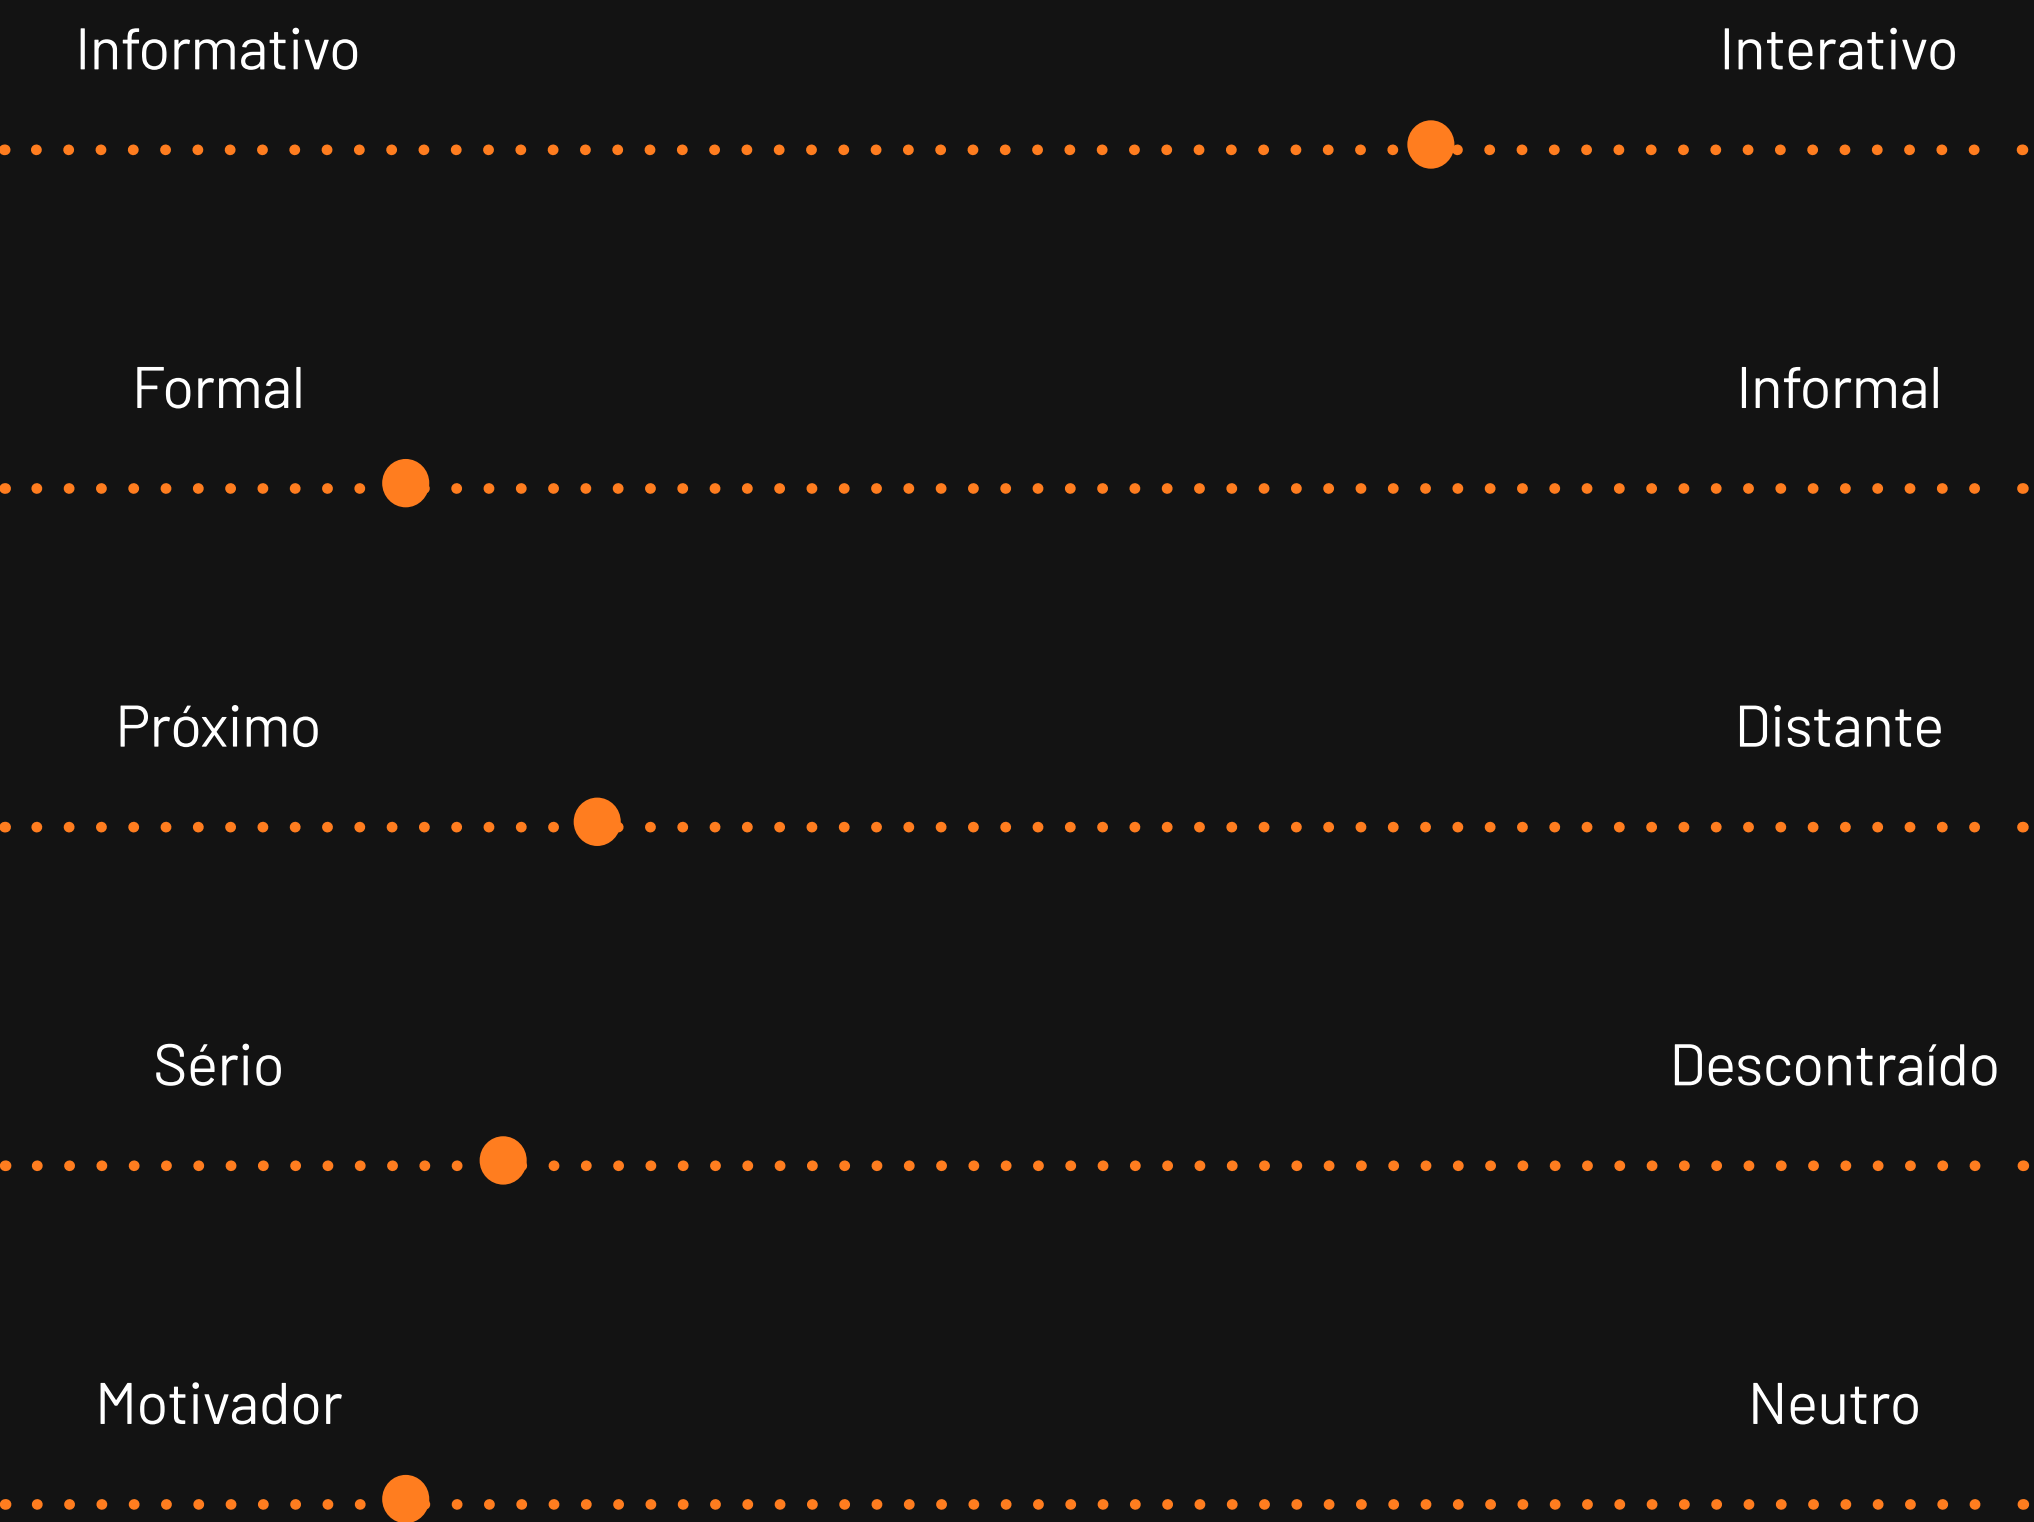 Informativo Interativo
Formal Informal
Próximo Distante
Sério Descontraído
Motivador Neutro